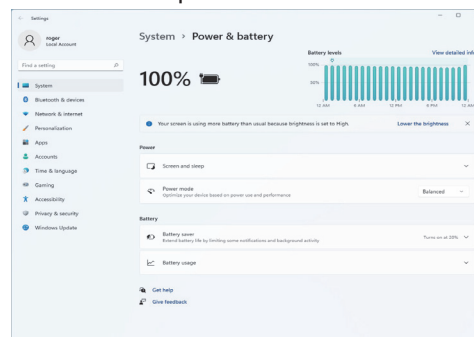 Settings
roger
Local Account
Find a setting
System
Bluetooth & devices
Network & internet
Personalization
Apps
Accounts
Time & language
Gaming
Accessibility
Privacy & security
Windows Update
System > Power & battery
100%
Battery levels
View detailed info
100%
50%
12 AM 6 AM 12 PM 6 PM 12 AM
Your screen is using more battery than usual because brightness is set to High.
Lower the brightness
Power
Screen and sleep
Power mode
Optimize your device based on power use and performance
Balanced
Battery
Battery saver
Extend battery life by limiting some notifications and background activity
Turns on at 20%
Battery usage
Get help
Give feedback